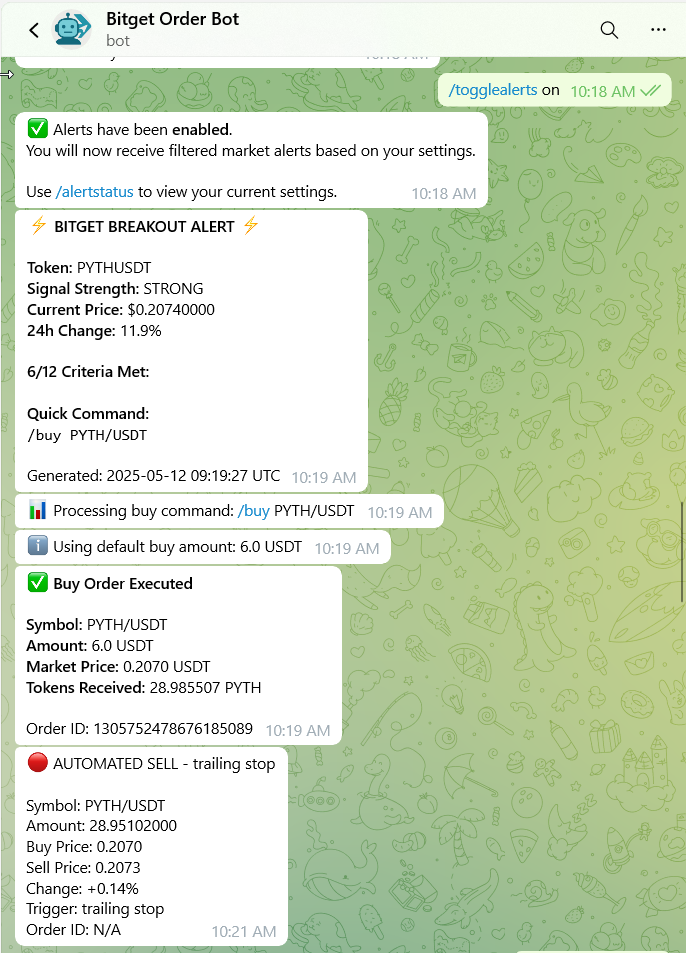 Bitget Order Bot
bot
/togglealerts on 10:18 AM
✅ Alerts have been enabled.
You will now receive filtered market alerts based on your settings.
Use /alertstatus to view your current settings. 10:18 AM
⚡ BITGET BREAKOUT ALERT ⚡
Token: PYTHUSDT
Signal Strength: STRONG
Current Price: $0.20740000
24h Change: 11.9%
6/12 Criteria Met:
Quick Command:
/buy PYTH/USDT
Generated: 2025-05-12 09:19:27 UTC 10:19 AM
📊 Processing buy command: /buy PYTH/USDT 10:19 AM
ℹ️ Using default buy amount: 6.0 USDT 10:19 AM
✅ Buy Order Executed
Symbol: PYTH/USDT
Amount: 6.0 USDT
Market Price: 0.2070 USDT
Tokens Received: 28.985507 PYTH
Order ID: 1305752478676185089 10:19 AM
🔴 AUTOMATED SELL - trailing stop
Symbol: PYTH/USDT
Amount: 28.95102000
Buy Price: 0.2070
Sell Price: 0.2073
Change: +0.14%
Trigger: trailing stop
Order ID: N/A 10:21 AM